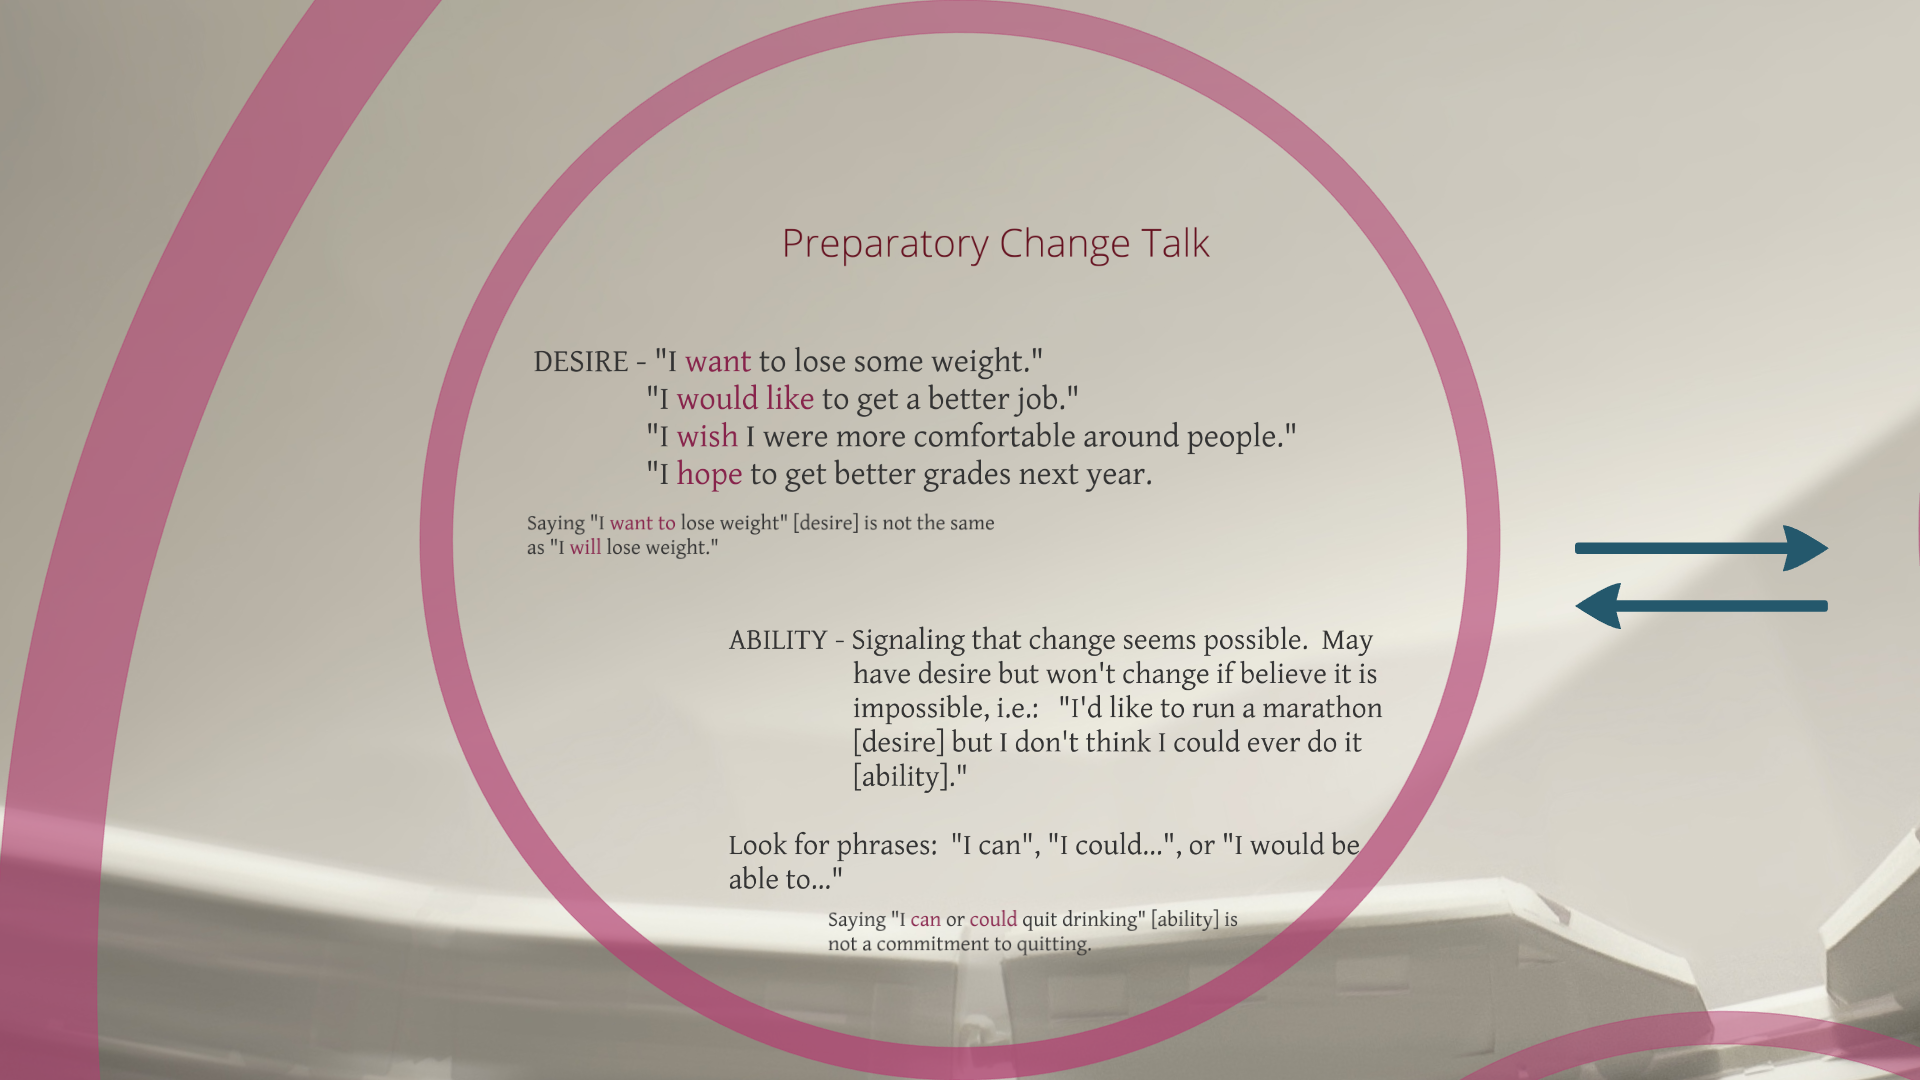 Preparatory Change Talk
DESIRE - "I want to lose some weight."
"I would like to get a better job."
"I wish I were more comfortable around people."
"I hope to get better grades next year.
Saying "I want to lose weight" [desire] is not the same
as "I will lose weight."
ABILITY - Signaling that change seems possible.  May
have desire but won't change if believe it is
impossible, i.e.:   "I'd like to run a marathon
[desire] but I don't think I could ever do it
[ability]."
Look for phrases:  "I can", "I could...", or "I would be
able to..."
Saying "I can or could quit drinking" [ability] is
not a commitment to quitting.